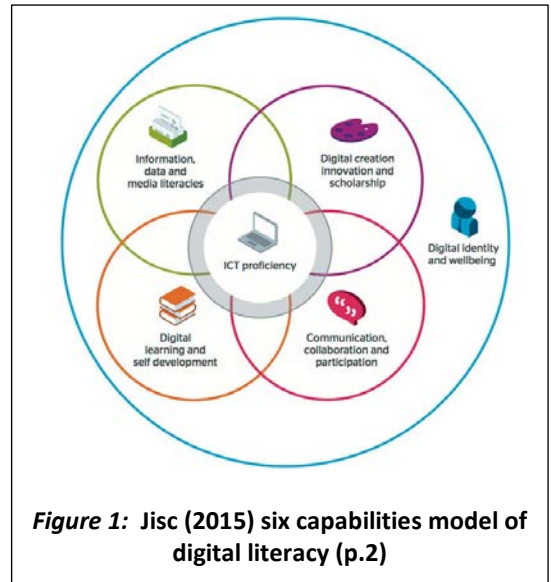 Information,
data and
media literacies
Digital creation
innovation and
scholarship
ICT proficiency
Digital identity
and wellbeing
Digital
learning and
self development
Communication,
collaboration and
participation
Figure 1: Jisc (2015) six capabilities model of
digital literacy (p.2)